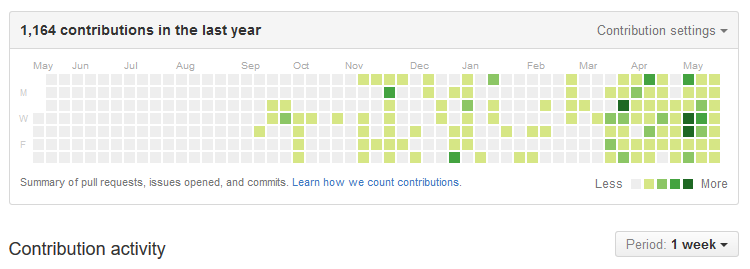 1,164 contributions in the last year
Contribution settings
May Jun Jul Aug Sep Oct Nov Dec Jan Feb Mar Apr May
M
W
F
Summary of pull requests, issues opened, and commits. Learn how we count contributions.
Less More
Contribution activity
Period: 1 week